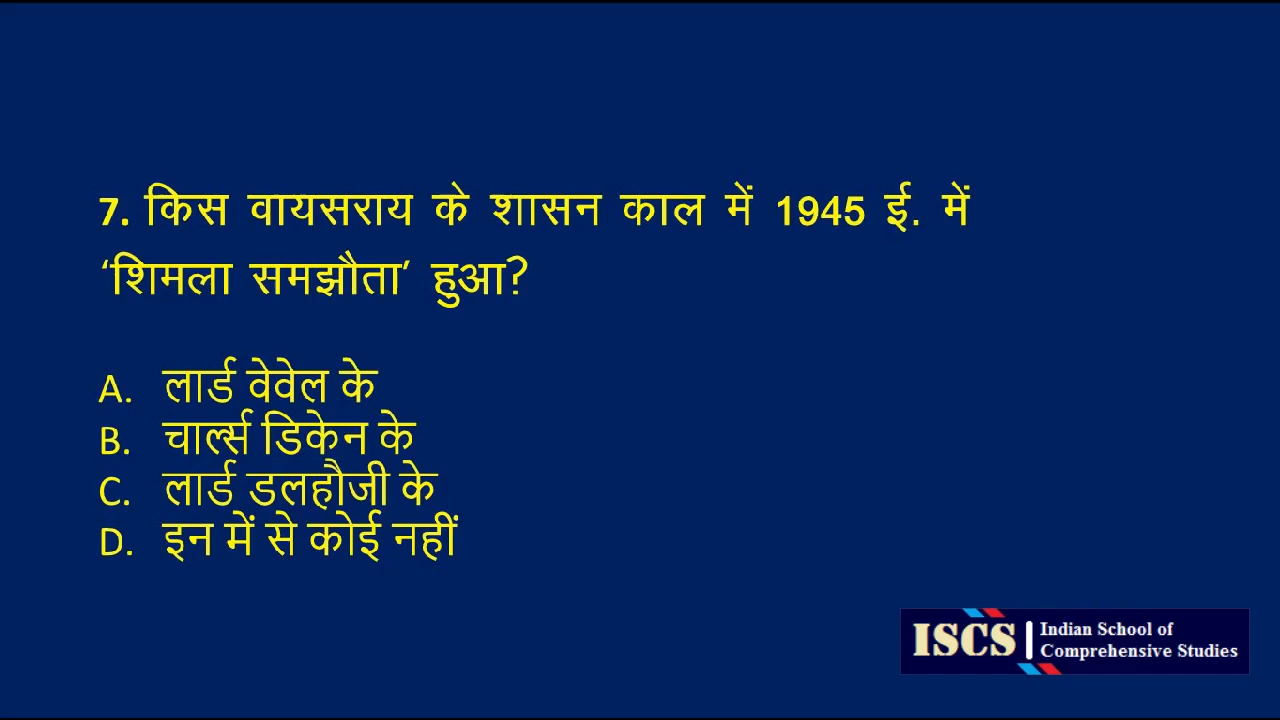 7. किस वायसराय के शासन काल में 1945 ई. में
‘शिमला समझौता’ हुआ?
A. लार्ड वेवेल के
B. चार्ल्स डिकेन के
C. लार्ड डलहौजी के
D. इन में से कोई नहीं
ISCS
Indian School of
Comprehensive Studies